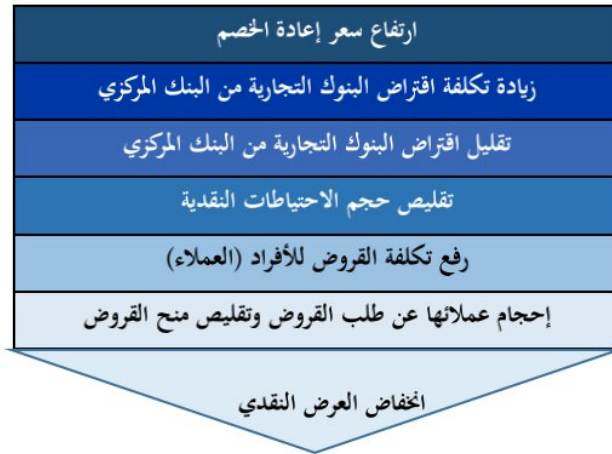 ارتفاع سعر إعادة الخصم
زيادة تكلفة اقتراض البنوك التجارية من البنك المركزي
تقليل اقتراض البنوك التجارية من البنك المركزي
تقليص حجم الاحتياطات النقدية
رفع تكلفة القروض للأفراد (العملاء)
إحجام عملائها عن طلب القروض وتقليص منح القروض
انخفاض العرض النقدي